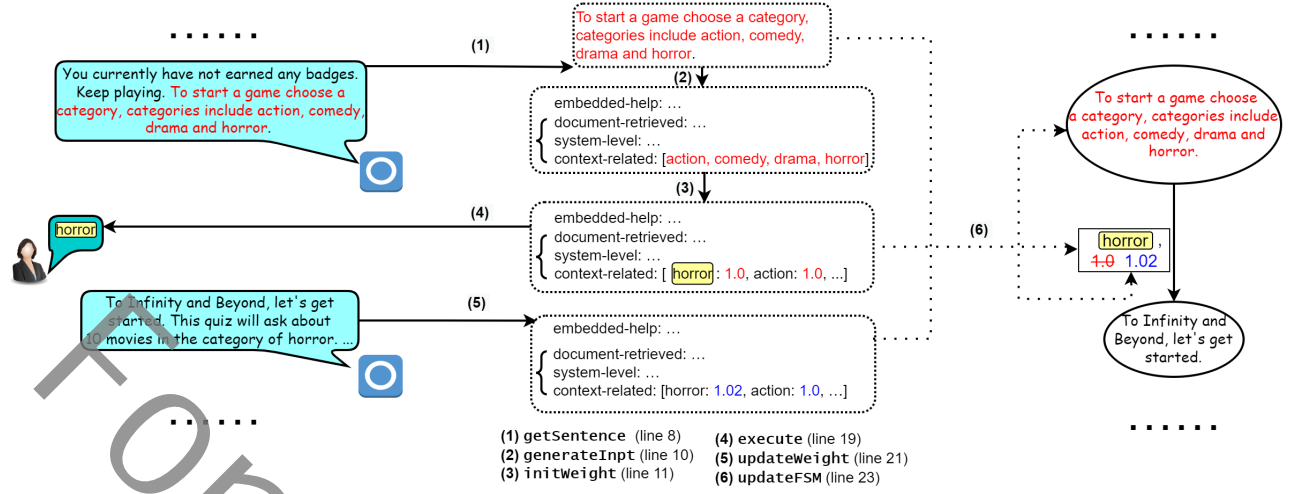 ......
You currently have not earned any badges.
Keep playing. To start a game choose a
category, categories include action, comedy,
drama and horror.
(1)
To start a game choose a category,
categories include action, comedy,
drama and horror.
(2)
embedded-help: ...
document-retrieved: ...
system-level: ...
context-related: [action, comedy, drama, horror]
(3)
(4)
horror
embedded-help: ...
document-retrieved: ...
system-level: ...
context-related: [ horror : 1.0, action: 1.0, ...]
To Infinity and Beyond, let's get
started. This quiz will ask about
10 movies in the category of horror. ...
(5)
embedded-help: ...
document-retrieved: ...
system-level: ...
context-related: [horror: 1.02, action: 1.0, ...]
......
(6)
......
To start a game choose
a category, categories include
action, comedy, drama and
horror.
horror ,
1.0 1.02
To Infinity and
Beyond, let's get
started.
......
(1) getSentence (line 8)
(2) generateInpt (line 10)
(3) initWeight (line 11)
(4) execute (line 19)
(5) updateWeight (line 21)
(6) updateFSM (line 23)